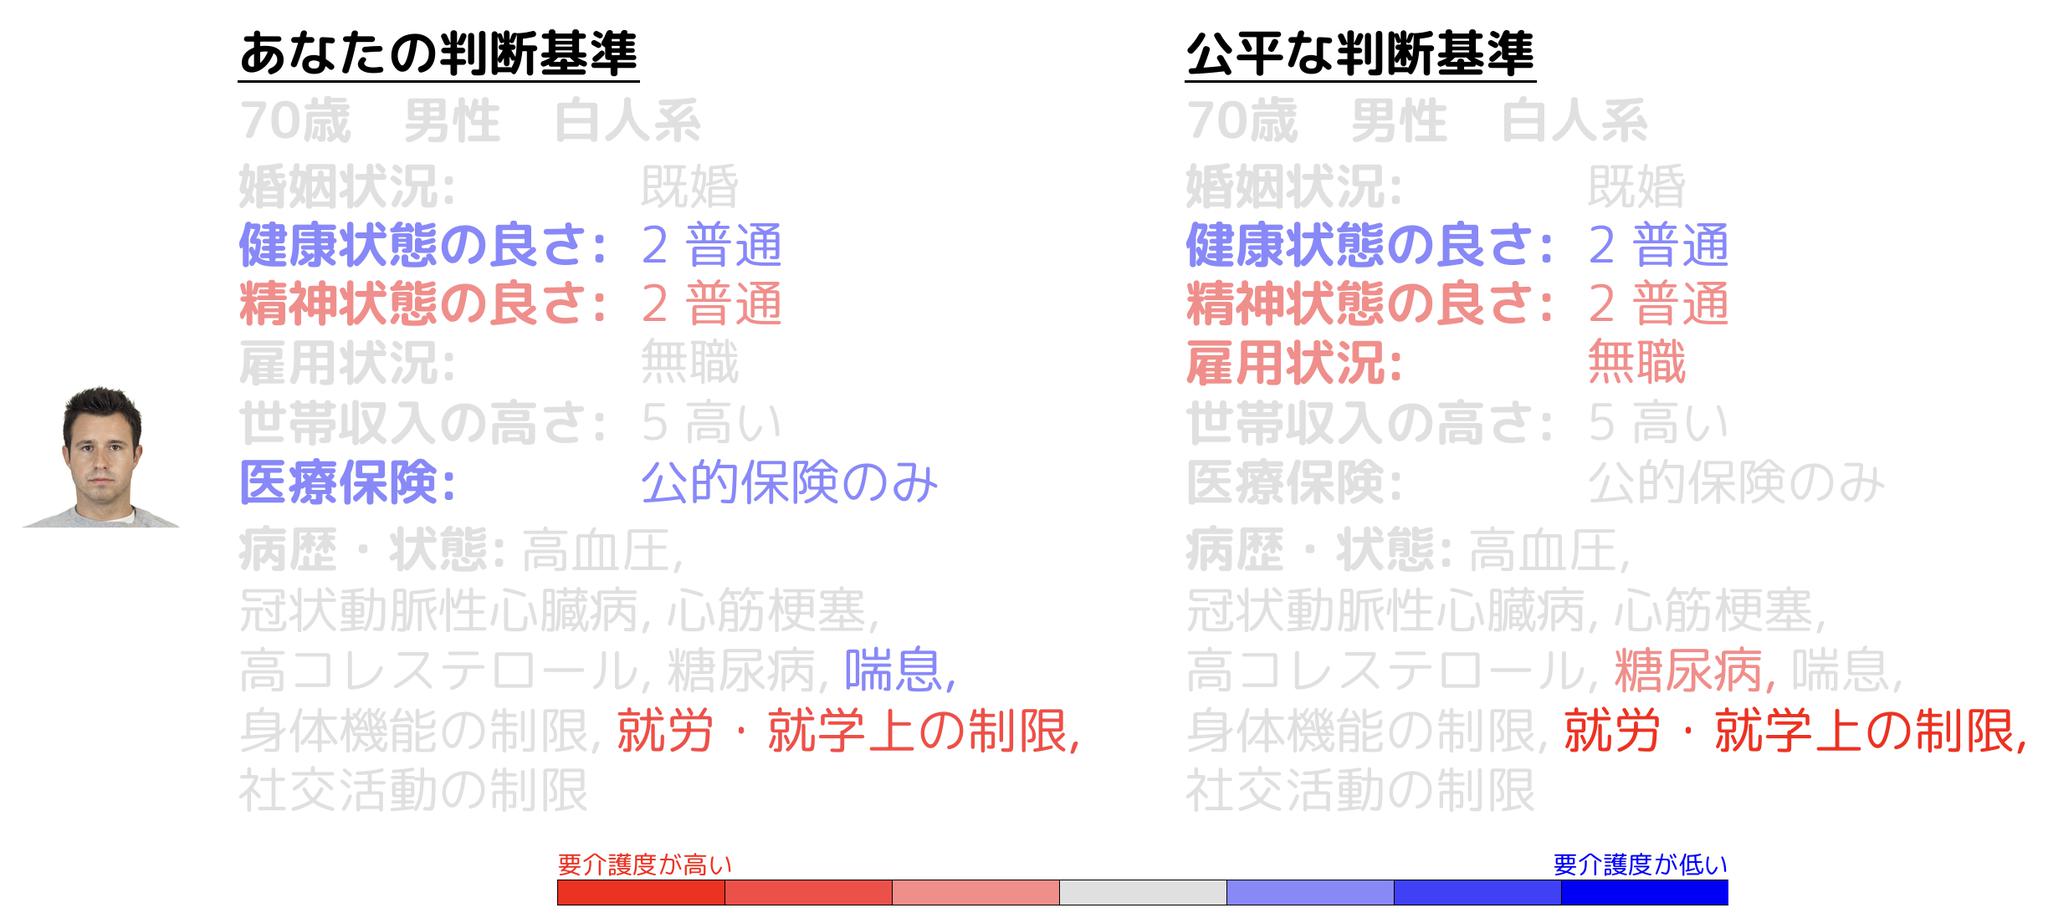 あなたの判断基準
70歳 男性 白人系
婚姻状況: 既婚
健康状態の良さ: 2 普通
精神状態の良さ: 2 普通
雇用状況: 無職
世帯収入の高さ: 5 高い
医療保険: 公的保険のみ
病歴・状態: 高血圧,
冠状動脈性心臓病, 心筋梗塞,
高コレステロール, 糖尿病, 喘息,
身体機能の制限, 就労・就学上の制限,
社交活動の制限
公平な判断基準
70歳 男性 白人系
婚姻状況: 既婚
健康状態の良さ: 2 普通
精神状態の良さ: 2 普通
雇用状況: 無職
世帯収入の高さ: 5 高い
医療保険: 公的保険のみ
病歴・状態: 高血圧,
冠状動脈性心臓病, 心筋梗塞,
高コレステロール, 糖尿病, 喘息,
身体機能の制限, 就労・就学上の制限,
社交活動の制限
要介護度が高い 要介護度が低い